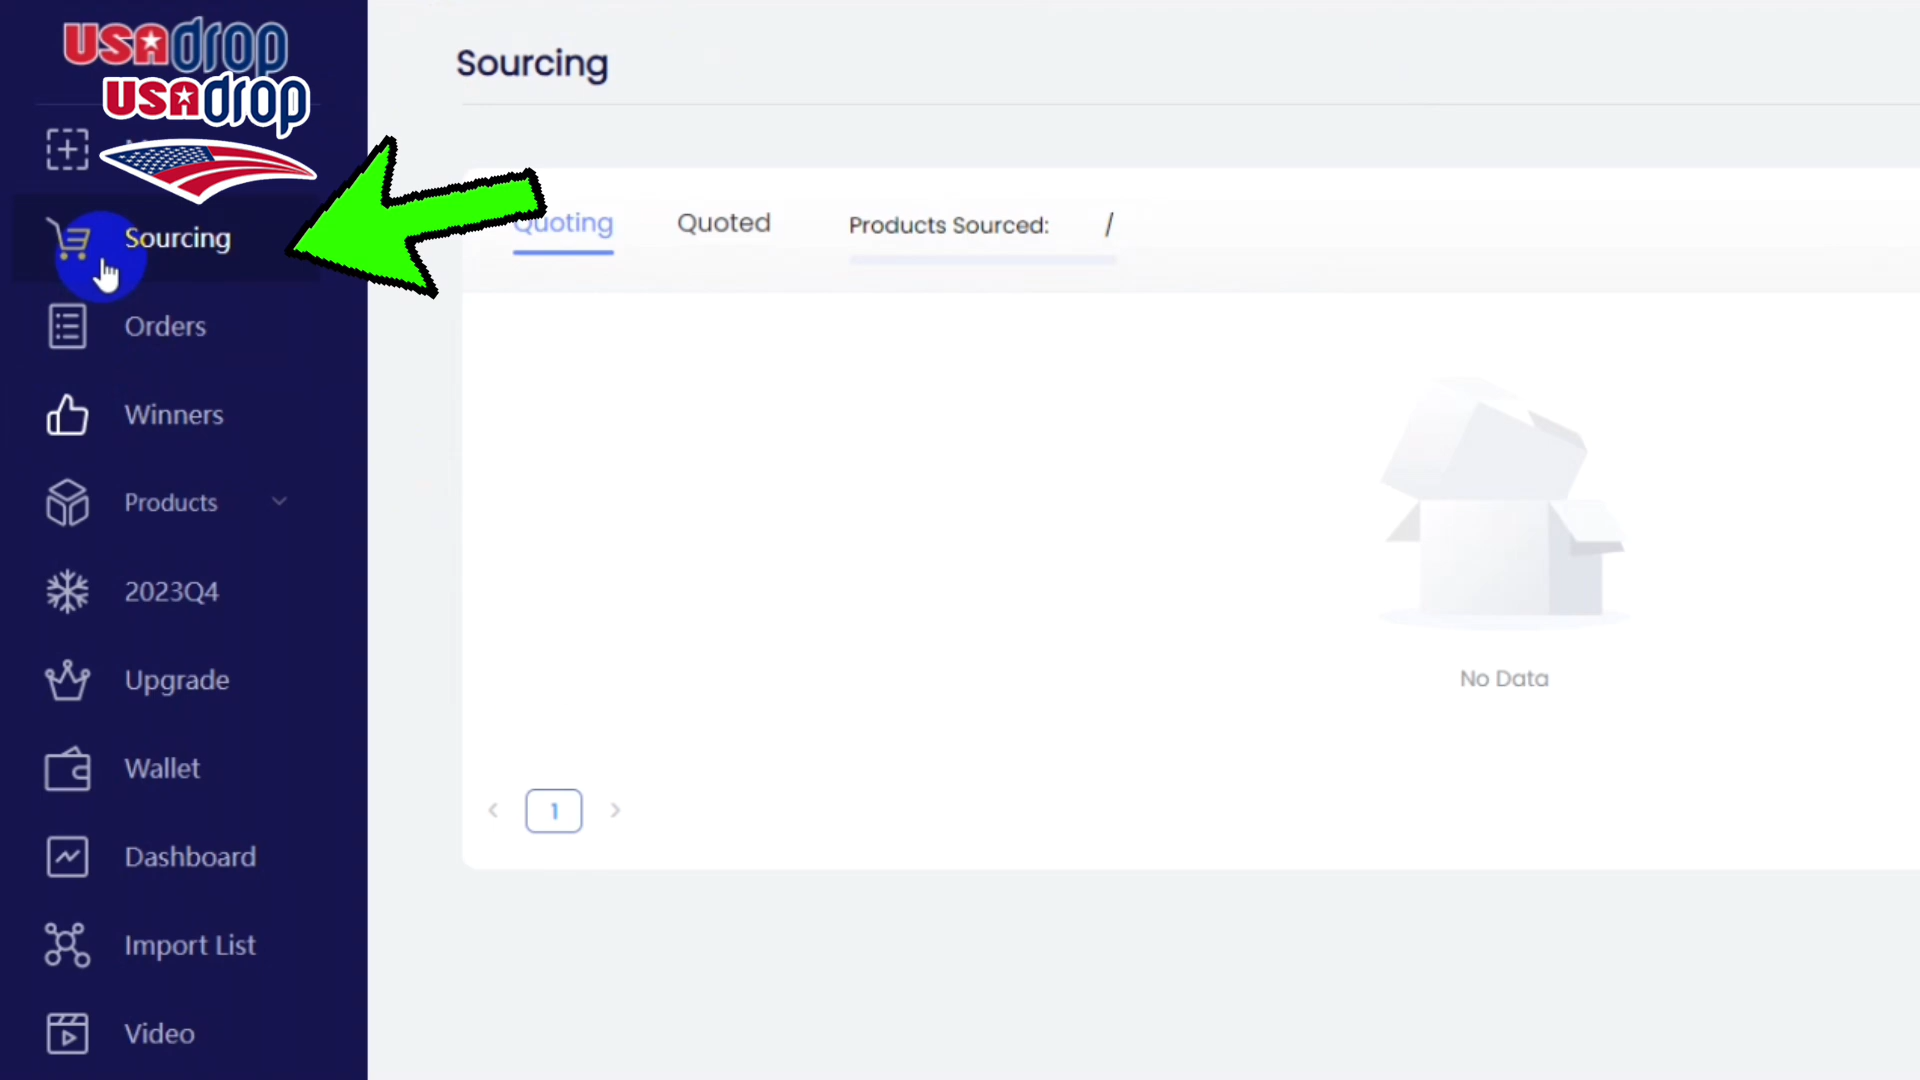 USAdrop
USAdrop
Sourcing
Sourcing
Quoting
Quoted
Products Sourced: /
Orders
Winners
Products
2023Q4
Upgrade
Wallet
Dashboard
Import List
Video
No Data
1